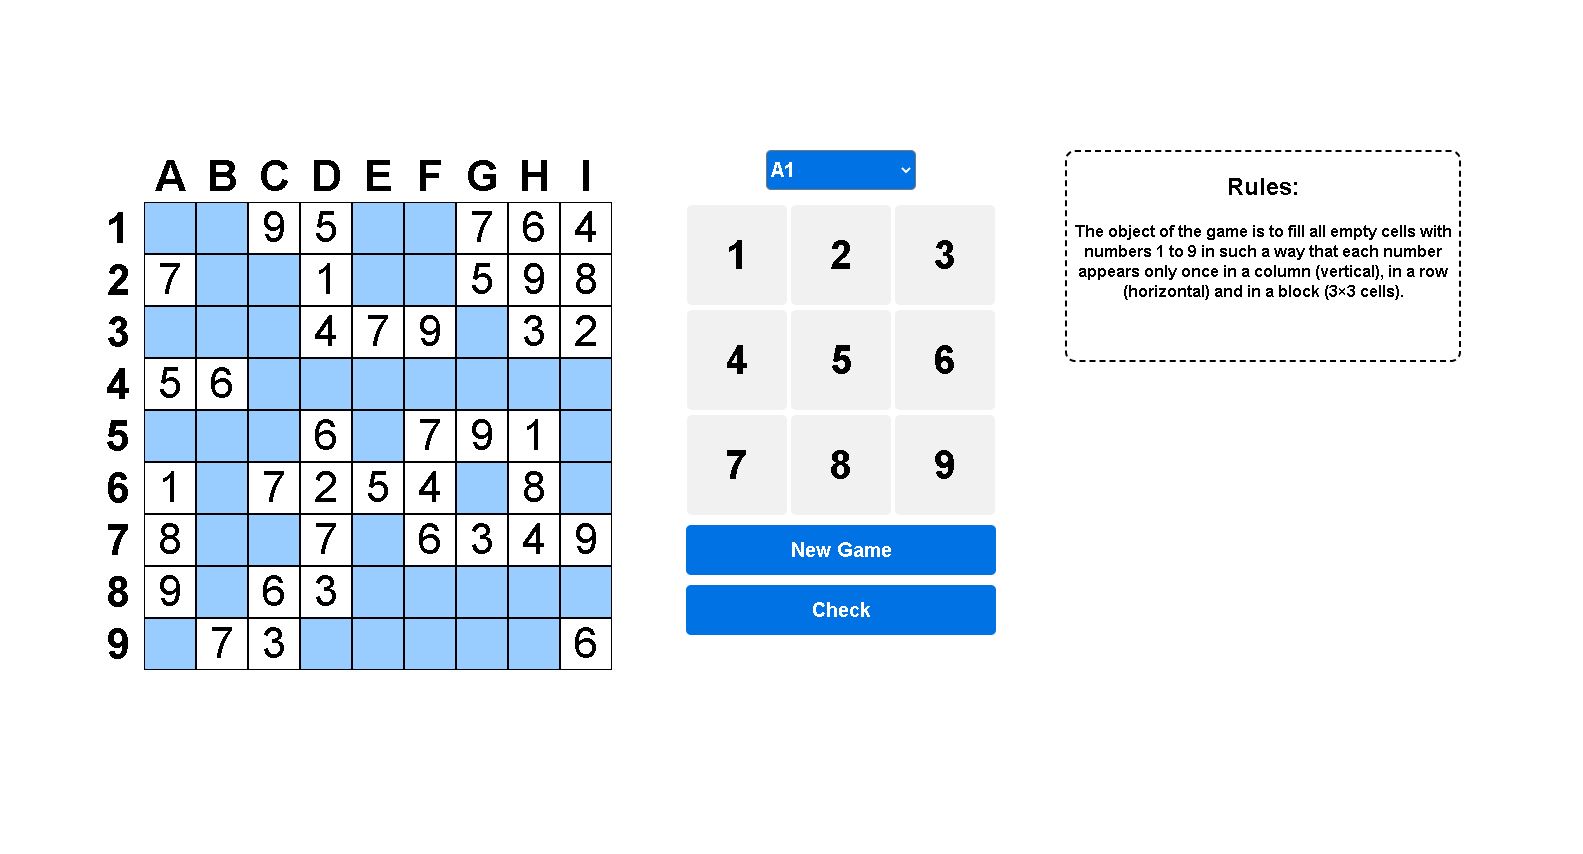 A B C D E F G H I
1 9 5 7 6 4
2 7 1 5 9 8
3 4 7 9 3 2
4 5 6
5 6 7 9 1
6 1 7 2 5 4 8
7 8 7 6 3 4 9
8 9 6 3
9 7 3 6
A1
1 2 3
4 5 6
7 8 9
New Game
Check
Rules:
The object of the game is to fill all empty cells with
numbers 1 to 9 in such a way that each number
appears only once in a column (vertical), in a row
(horizontal) and in a block (3×3 cells).